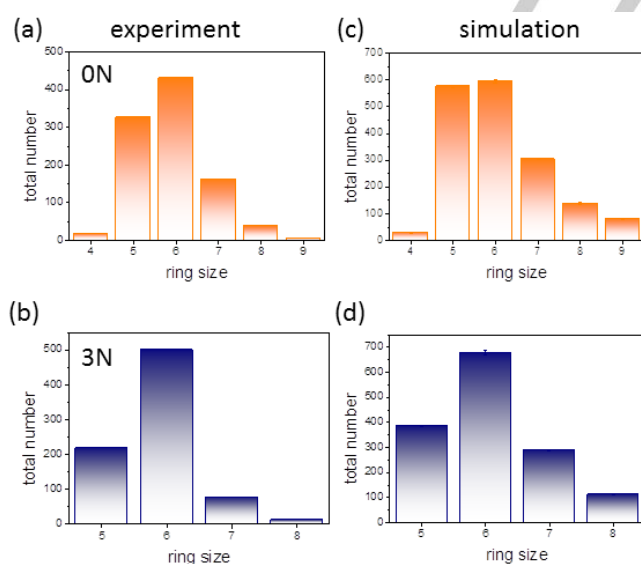 experiment
simulation
(a)
0N
total number
500
400
300
200
100
0
4 5 6 7 8 9
ring size
(c)
total number
700
600
500
400
300
200
100
0
4 5 6 7 8 9
ring size
(b)
3N
total number
500
400
300
200
100
0
5 6 7 8
ring size
(d)
total number
700
600
500
400
300
200
100
0
5 6 7 8
ring size